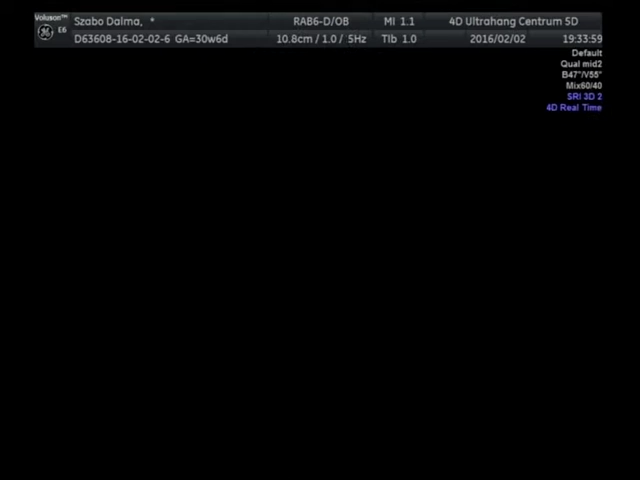 Voluson™ E6 Szabo Dalma, * RAB6-D/OB MI 1.1 4D Ultrahang Centrum 5D
D63608-16-02-02-6 GA=30w6d 10.8cm / 1.0 / 5Hz TIb 1.0 2016/02/02 19:33:59
Default
Qual mid2
B47°/V55°
Mix60/40
SRI 3D 2
4D Real Time